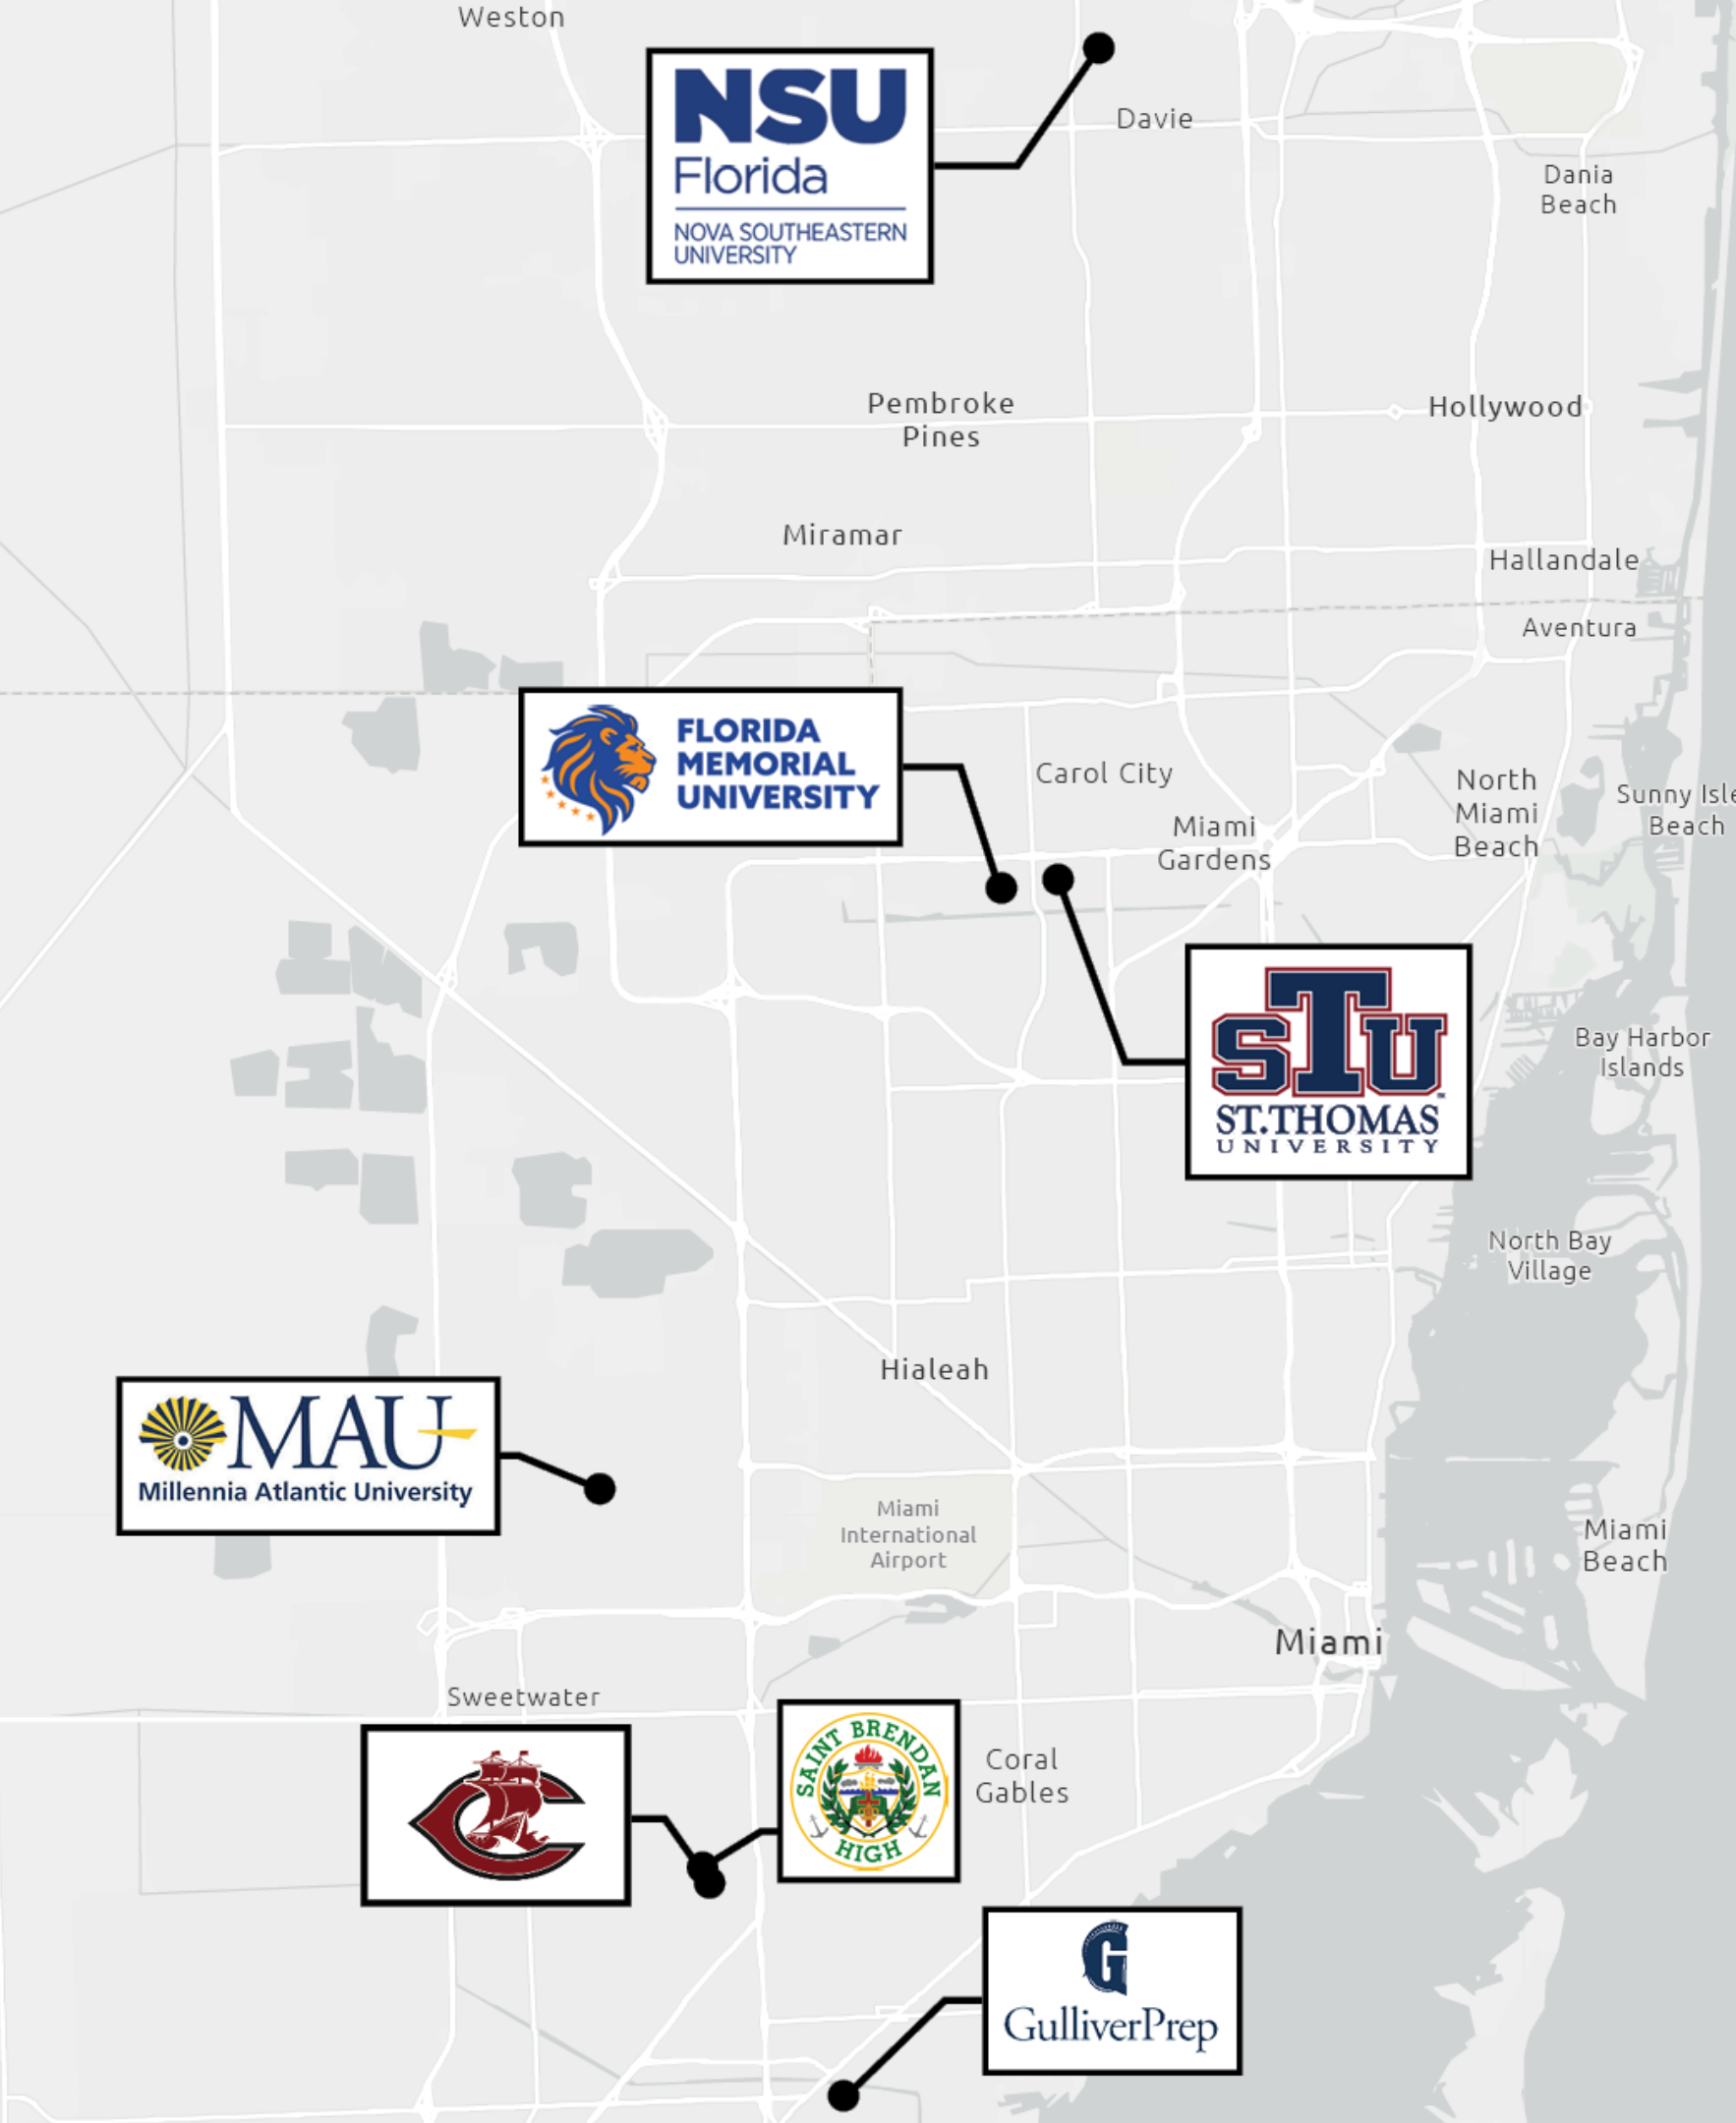 Weston
NSU
Florida
NOVA SOUTHEASTERN
UNIVERSITY
Davie
Dania
Beach
Pembroke
Pines
Hollywood
Miramar
Hallandale
Aventura
FLORIDA
MEMORIAL
UNIVERSITY
Carol City
Miami
Gardens
North
Miami
Beach
Sunny Isle
Beach
STU
ST.THOMAS
UNIVERSITY
Bay Harbor
Islands
North Bay
Village
Hialeah
MAU
Millennia Atlantic University
Miami
International
Airport
Miami
Beach
Miami
Sweetwater
C
SAINT BRENDAN
HIGH
Coral
Gables
G
GulliverPrep